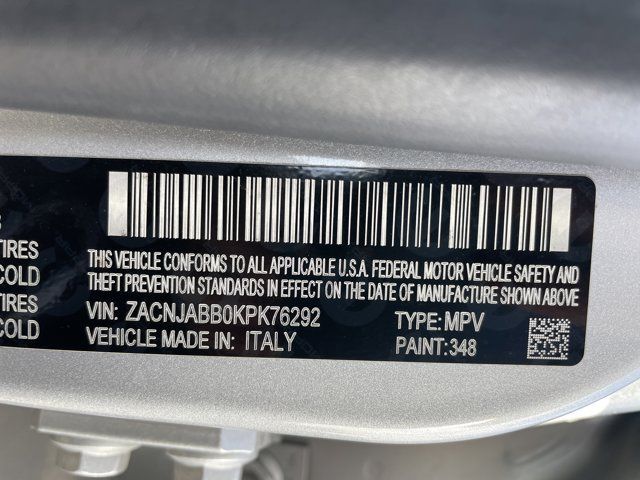 TIRES
COLD
TIRES
COLD
THIS VEHICLE CONFORMS TO ALL APPLICABLE U.S.A. FEDERAL MOTOR VEHICLE SAFETY AND
THEFT PREVENTION STANDARDS IN EFFECT ON THE DATE OF MANUFACTURE SHOWN ABOVE
VIN: ZACNJABB0KPK76292 TYPE: MPV
VEHICLE MADE IN: ITALY PAINT: 348